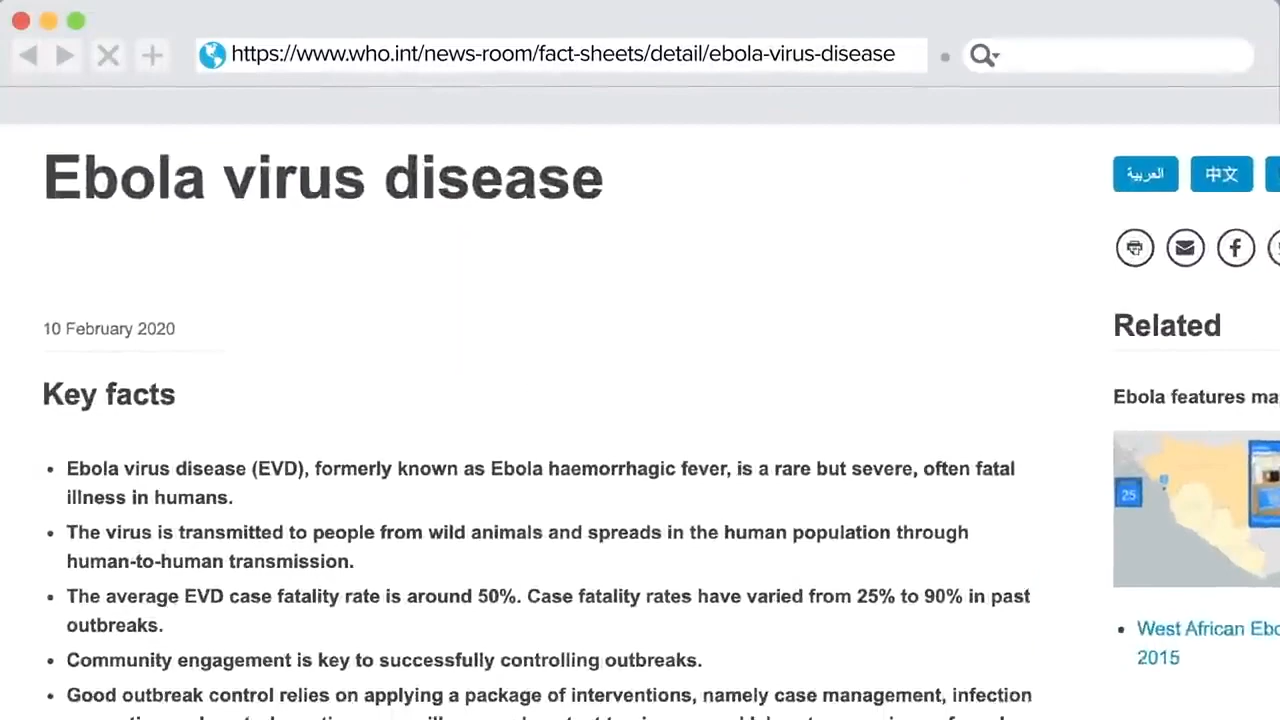 https://www.who.int/news-room/fact-sheets/detail/ebola-virus-disease
Ebola virus disease
العربية
中文
10 February 2020
Key facts
Related
Ebola features
• Ebola virus disease (EVD), formerly known as Ebola haemorrhagic fever, is a rare but severe, often fatal
illness in humans.
• The virus is transmitted to people from wild animals and spreads in the human population through
human-to-human transmission.
• The average EVD case fatality rate is around 50%. Case fatality rates have varied from 25% to 90% in past
outbreaks.
• Community engagement is key to successfully controlling outbreaks.
• Good outbreak control relies on applying a package of interventions, namely case management, infection
25
• West African
2015